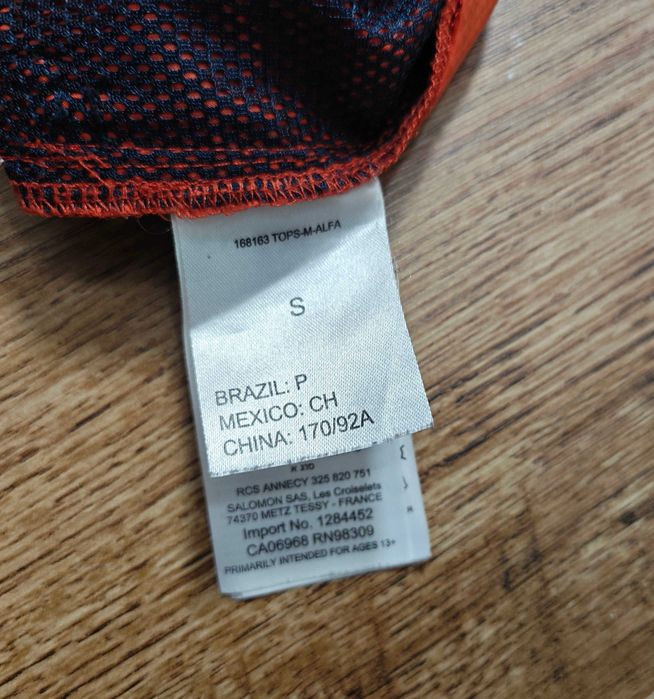 168163 TOPS-M-ALFA
S
BRAZIL: P
MEXICO: CH
CHINA: 170/92A
RCS ANNECY 325 820 751
SALOMON SAS, Les Croiselets
74370 METZ TESSY - FRANCE
Import No. 1284452
CA06968 RN98309
PRIMARILY INTENDED FOR AGES 13+